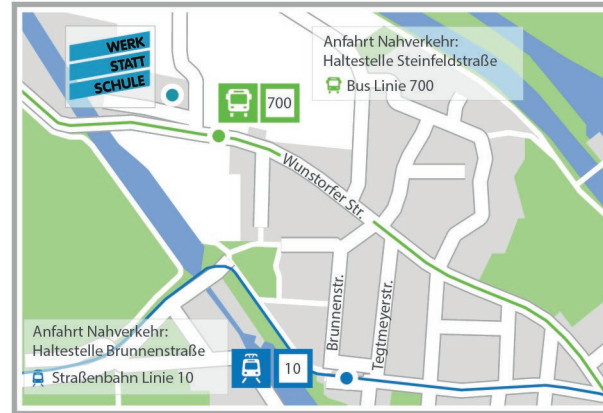 WERK
STATT
SCHULE
Anfahrt Nahverkehr:
Haltestelle Steinfeldstraße
Bus Linie 700
700
Wunstorfer Str.
Brunnenstr.
Tegtmeyerstr.
Anfahrt Nahverkehr:
Haltestelle Brunnenstraße
Straßenbahn Linie 10
10